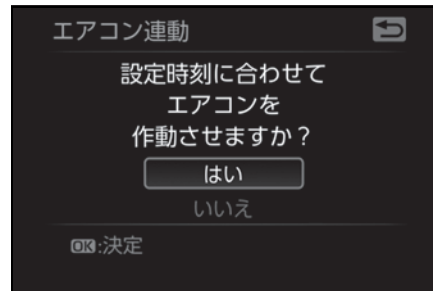 エアコン連動
設定時刻に合わせて
エアコンを
作動させますか？
はい
いいえ
OK:決定